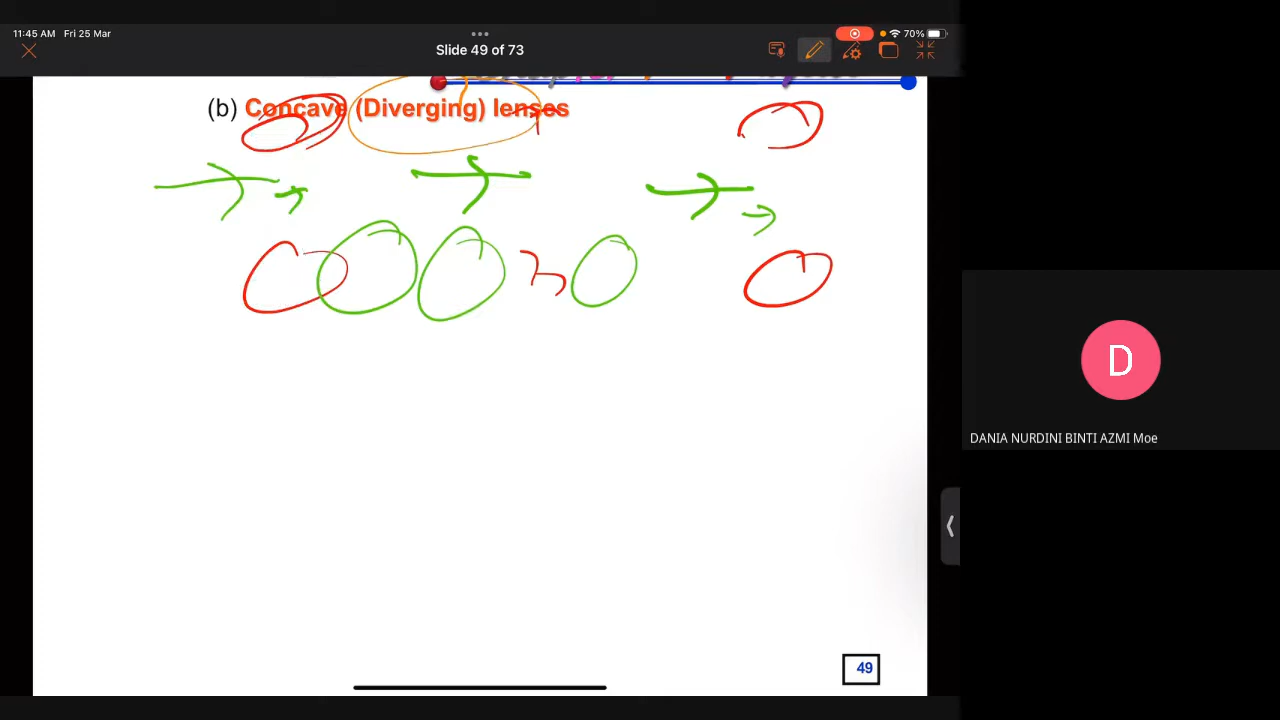 11:45 AM Fri 25 Mar
70%
Slide 49 of 73
(b) Concave (Diverging) lenses
D
DANIA NURDINI BINTI AZMI Moe
49